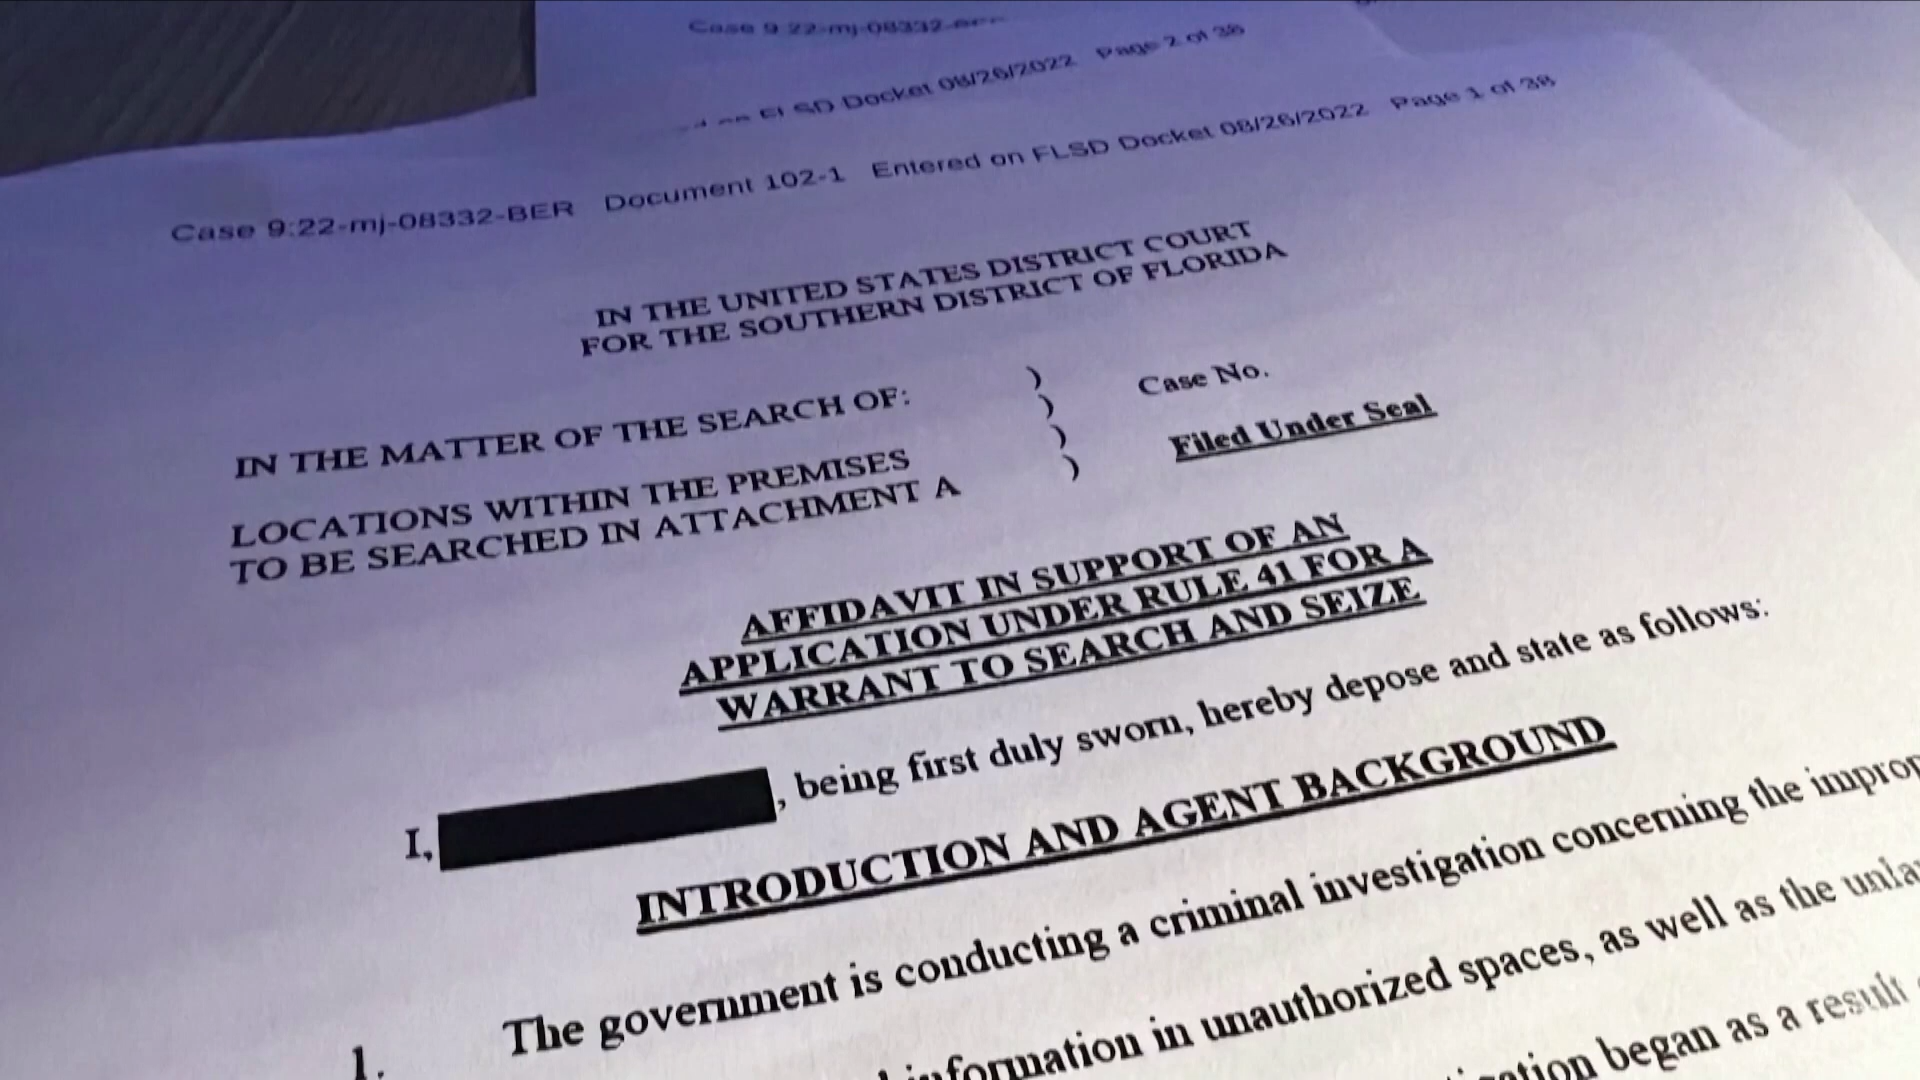 Case 9:22-mj-08332-
FLSD Docket 08/26/2022 Page 2 of 38
Case 9:22-mj-08332-BER Document 102-1 Entered on FLSD Docket 08/26/2022 Page 1 of 38
IN THE UNITED STATES DISTRICT COURT
FOR THE SOUTHERN DISTRICT OF FLORIDA
IN THE MATTER OF THE SEARCH OF: ) Case No.
)
LOCATIONS WITHIN THE PREMISES ) Filed Under Seal
TO BE SEARCHED IN ATTACHMENT A )
AFFIDAVIT IN SUPPORT OF AN
APPLICATION UNDER RULE 41 FOR A
WARRANT TO SEARCH AND SEIZE
I, , being first duly sworn, hereby depose and state as follows:
INTRODUCTION AND AGENT BACKGROUND
1. The government is conducting a criminal investigation concerning the improp
information in unauthorized spaces, as well as the unla
began as a result